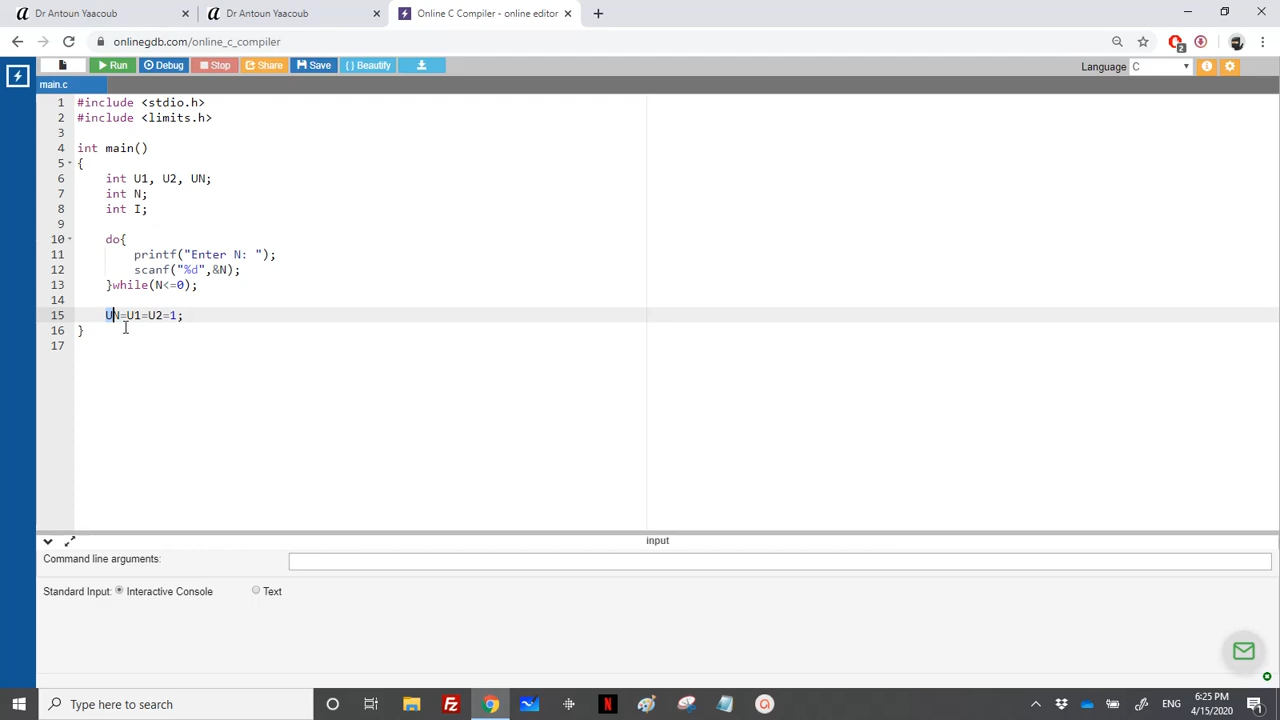 Dr Antoun Yaacoub
Dr Antoun Yaacoub
Online C Compiler - online editor
onlinegdb.com/online_c_compiler
2
Run
Debug
Stop
Share
Save
{ } Beautify
Language
C
main.c
1 #include <stdio.h>
2 #include <limits.h>
3
4 int main()
5 {
6 int U1, U2, UN;
7 int N;
8 int I;
9
10 do{
11 printf("Enter N: ");
12 scanf("%d",&N);
13 }while(N<=0);
14
15 UN=U1=U2=1;
16 }
17
input
Command line arguments:
Standard Input:
Interactive Console
Text
Type here to search
ENG
6:25 PM
4/15/2020
1